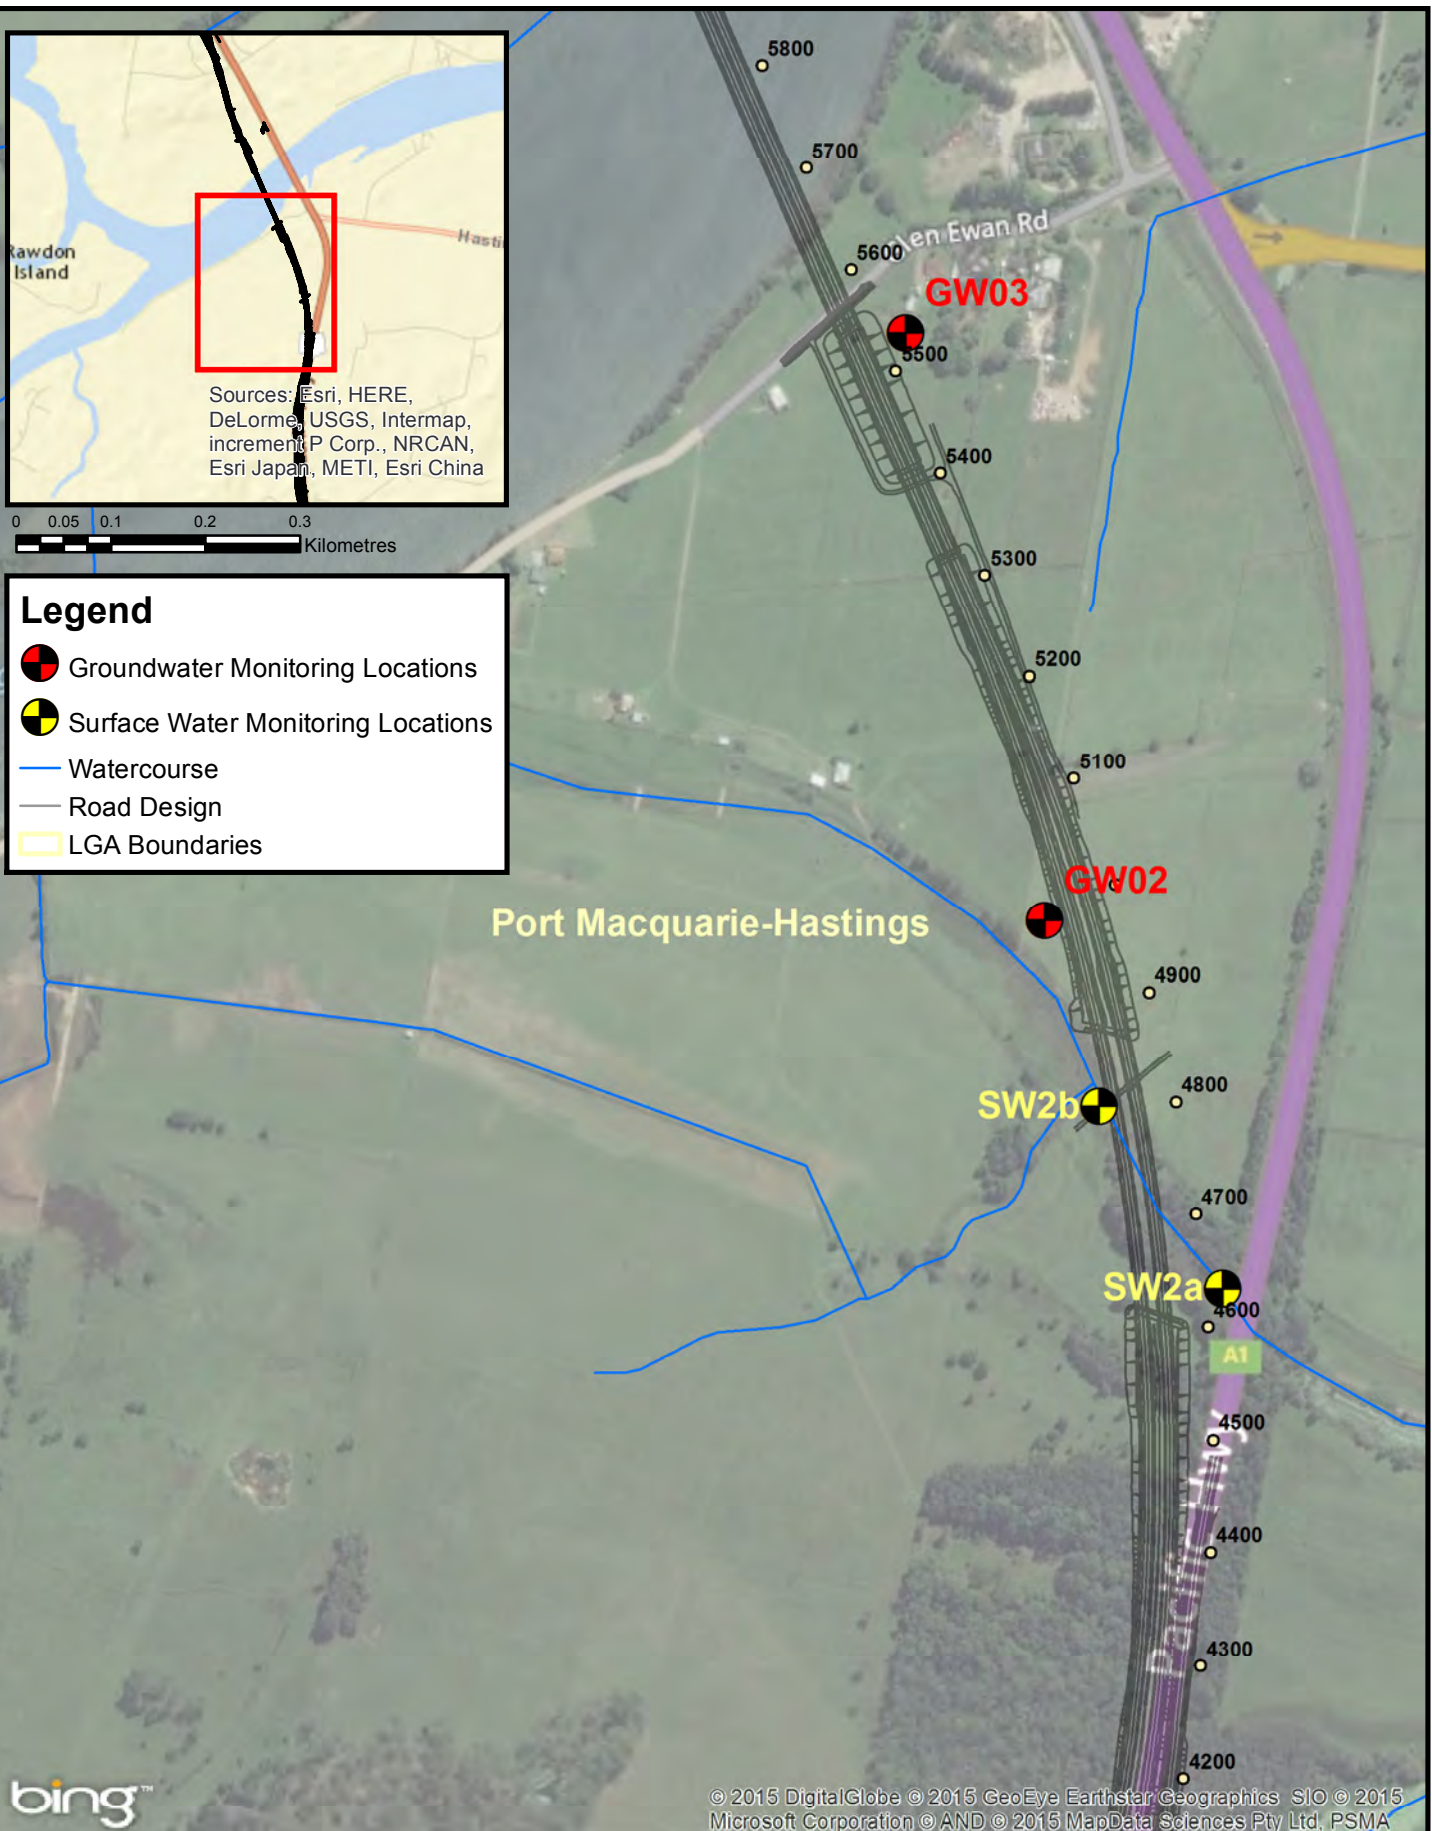 Rawdon
Island
Hasti
Sources: Esri, HERE,
DeLorme, USGS, Intermap,
increment P Corp., NRCAN,
Esri Japan, METI, Esri China
0 0.05 0.1 0.2 0.3
Kilometres
Legend
Groundwater Monitoring Locations
Surface Water Monitoring Locations
Watercourse
Road Design
LGA Boundaries
5800
5700
5600
len Ewan Rd
GW03
5500
5400
5300
5200
5100
GW02
Port Macquarie-Hastings
4900
SW2b
4800
4700
SW2a
4600
A1
4500
Pacific Hwy
4400
4300
4200
bing™
© 2015 DigitalGlobe © 2015 GeoEye Earthstar Geographics SIO © 2015
Microsoft Corporation © AND © 2015 MapData Sciences Pty Ltd, PSMA